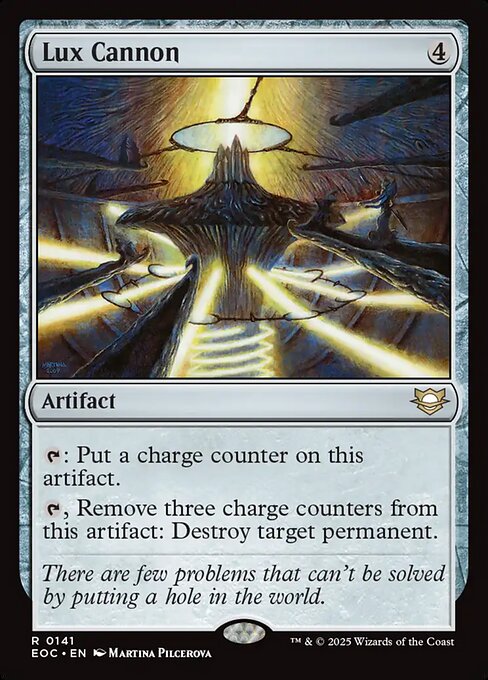 Lux Cannon 4
MARTINA
2009
Artifact
: Put a charge counter on this
artifact.
, Remove three charge counters from
this artifact: Destroy target permanent.
There are few problems that can't be solved
by putting a hole in the world.
R 0141
EOC • EN MARTINA PILCEROVA
™ & © 2025 Wizards of the Coast